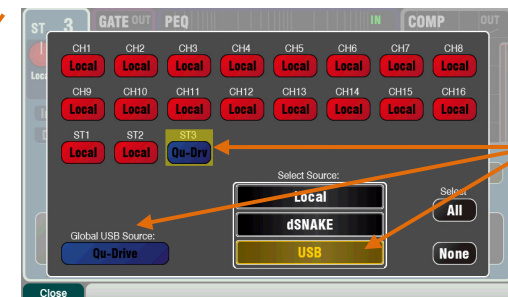 ST 3 GATE OUT PEQ IN COMP OUT
CH1 CH2 CH3 CH4 CH5 CH6 CH7 CH8
Local Local Local Local Local Local Local Local
CH9 CH10 CH11 CH12 CH13 CH14 CH15 CH16
Local Local Local Local Local Local Local Local
ST1 ST2 ST3
Local Local Qu-Drv
Select Source:
Local
dSNAKE
USB
Select
All
None
Global USB Source:
Qu-Drive
Close